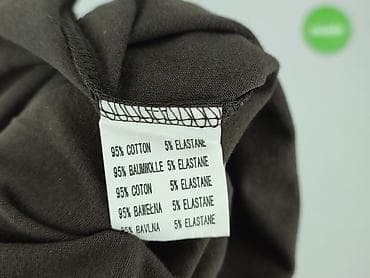 95% COTTON 5% ELASTANE
95% BAUMWOLLE 5% ELASTANE
95% COTON 5% ELASTANE
95% BAWEŁNA 5% ELASTANE
95% BAVLNA 5% ELASTANE